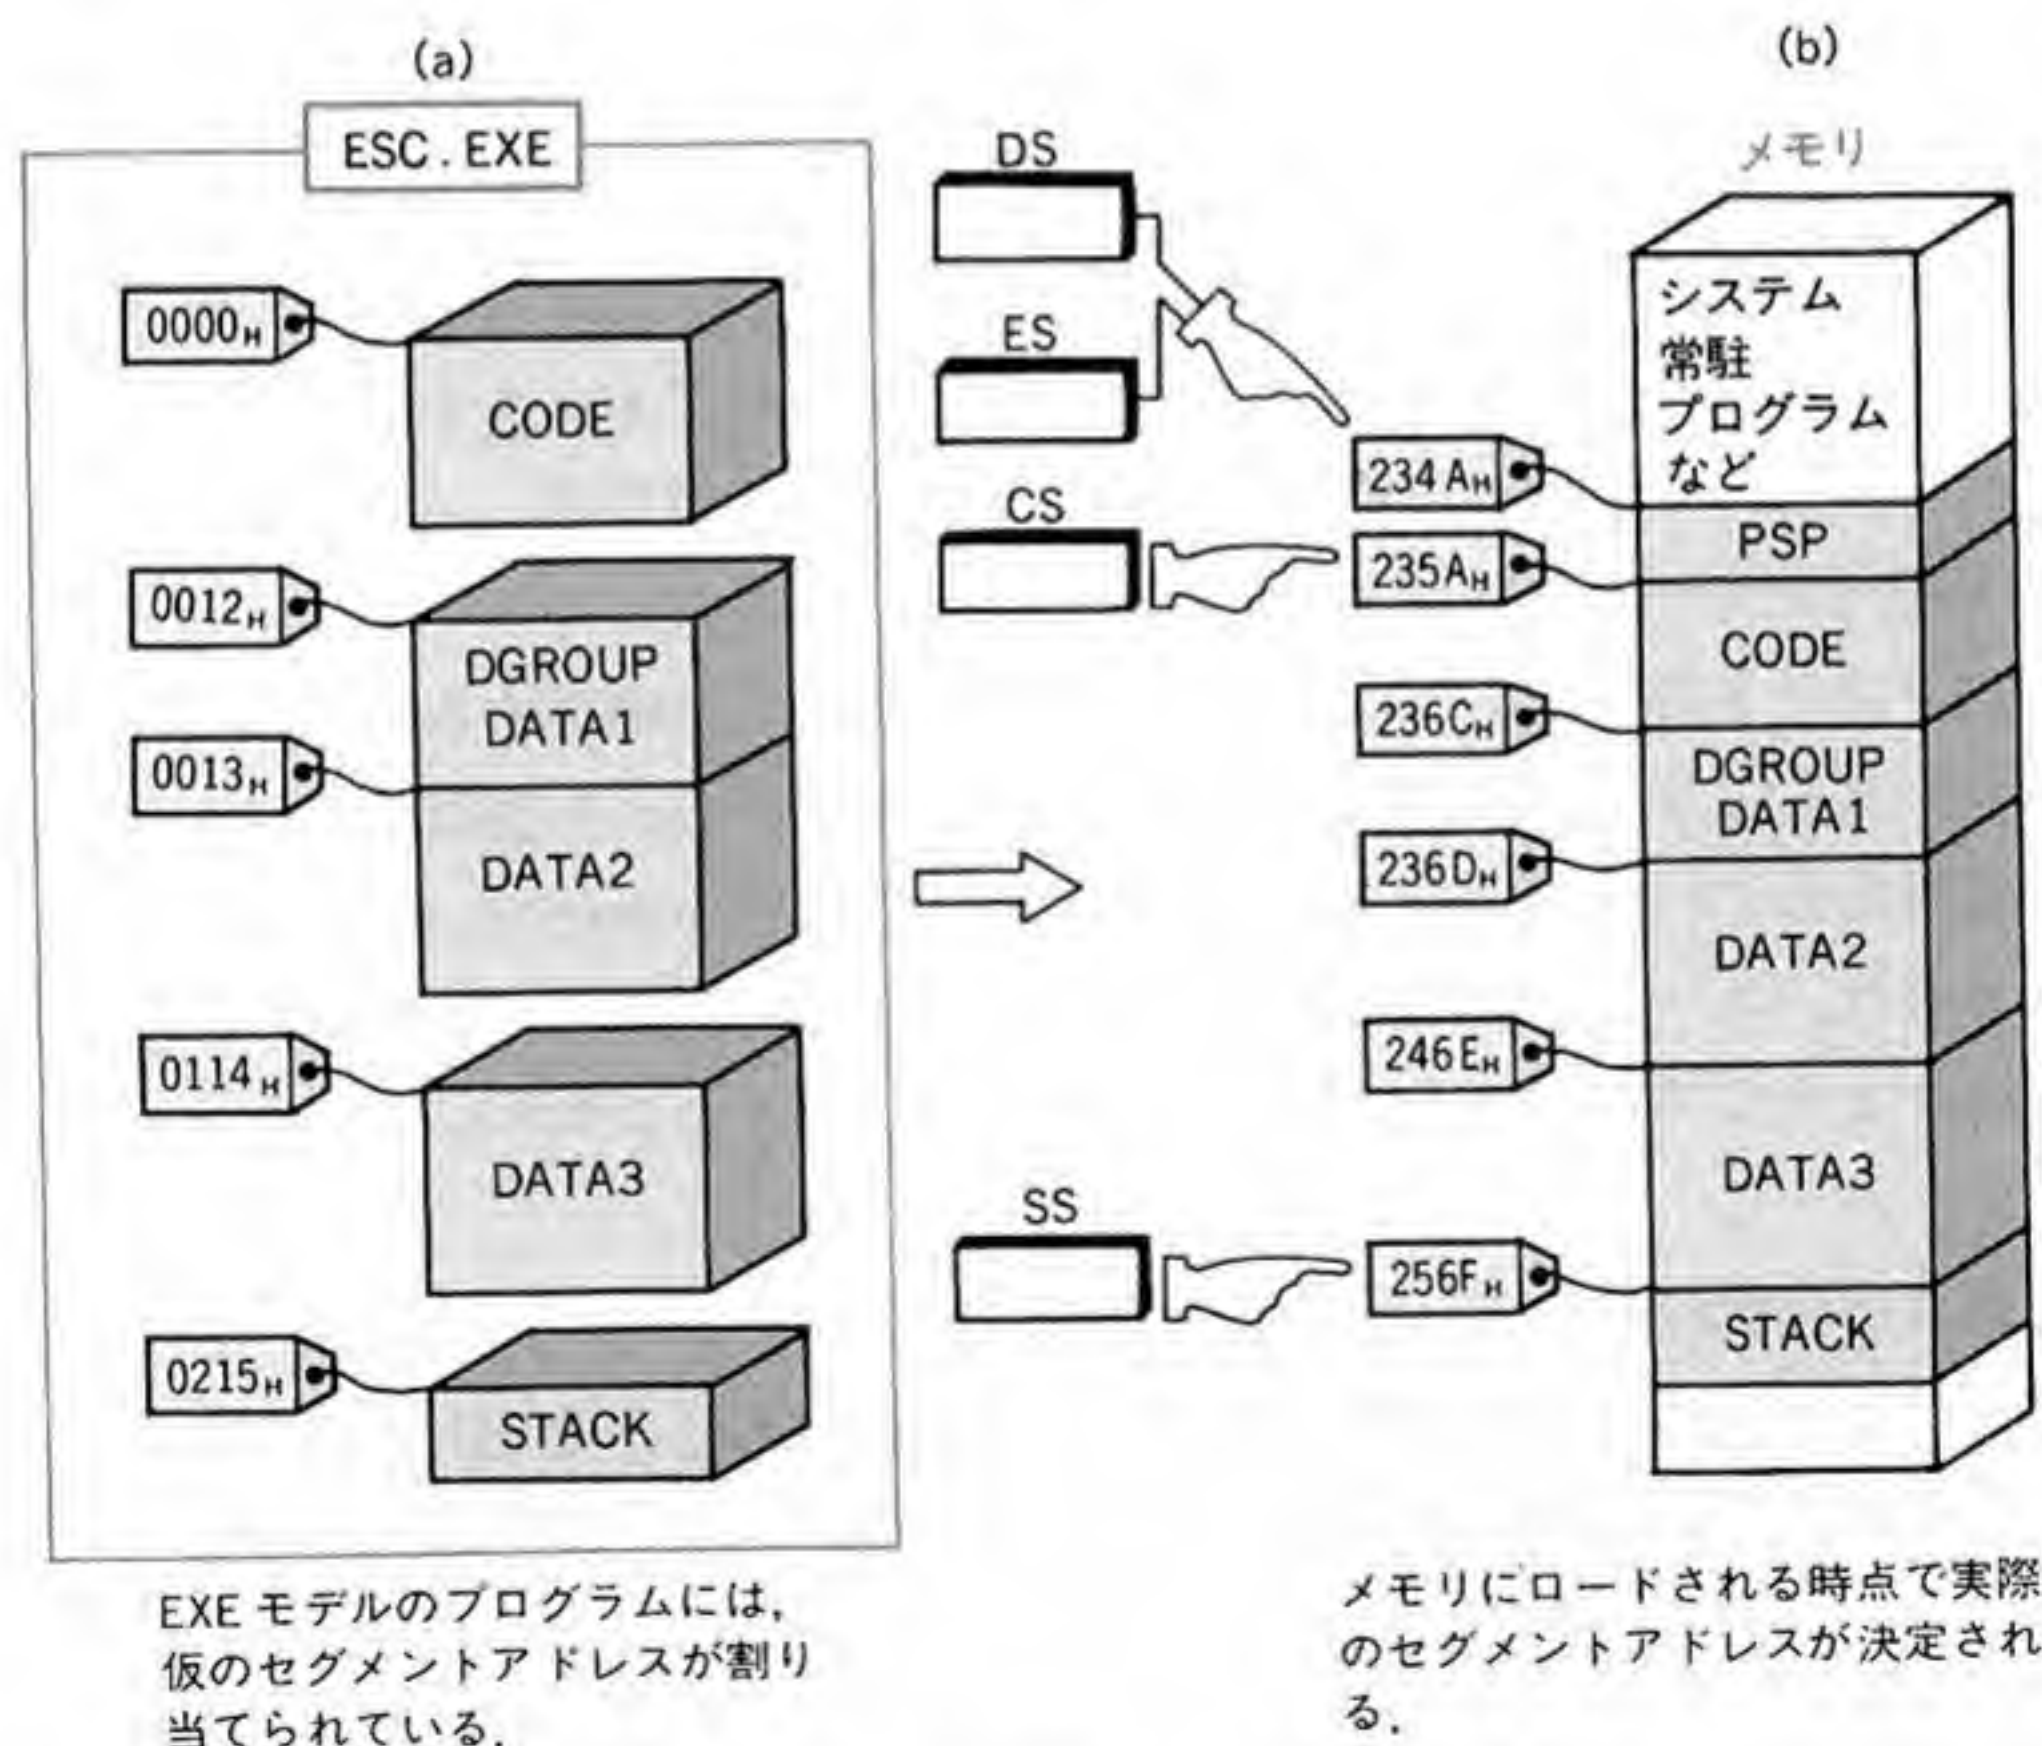 (a)
ESC.EXE
0000H
CODE
0012H
DGROUP
DATA1
0013H
DATA2
0114H
DATA3
0215H
STACK
EXE モデルのプログラムには,
仮のセグメントアドレスが割り
当てられている.
DS
ES
CS
SS
(b)
メモリ
システム
常駐
プログラム
など
234AH
PSP
235AH
CODE
236CH
DGROUP
DATA1
236DH
DATA2
246EH
DATA3
256FH
STACK
メモリにロードされる時点で実際
のセグメントアドレスが決定され
る.